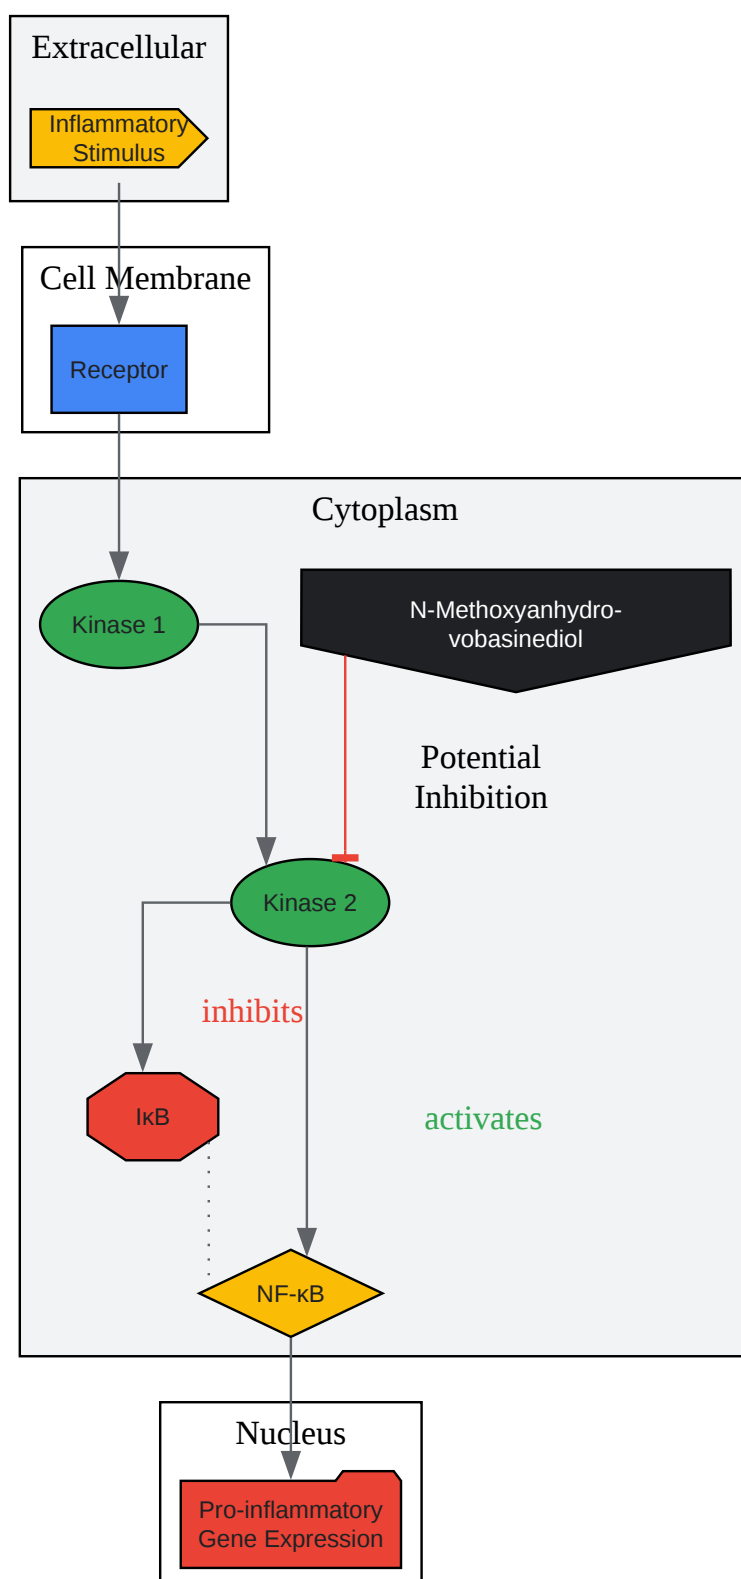 Extracellular
Inflammatory
Stimulus
Cell Membrane
Receptor
Cytoplasm
N-Methoxyanhydro-
vobasinediol
Kinase 1
Potential
Inhibition
Kinase 2
inhibits
IκB
activates
NF-κB
Nucleus
Pro-inflammatory
Gene Expression